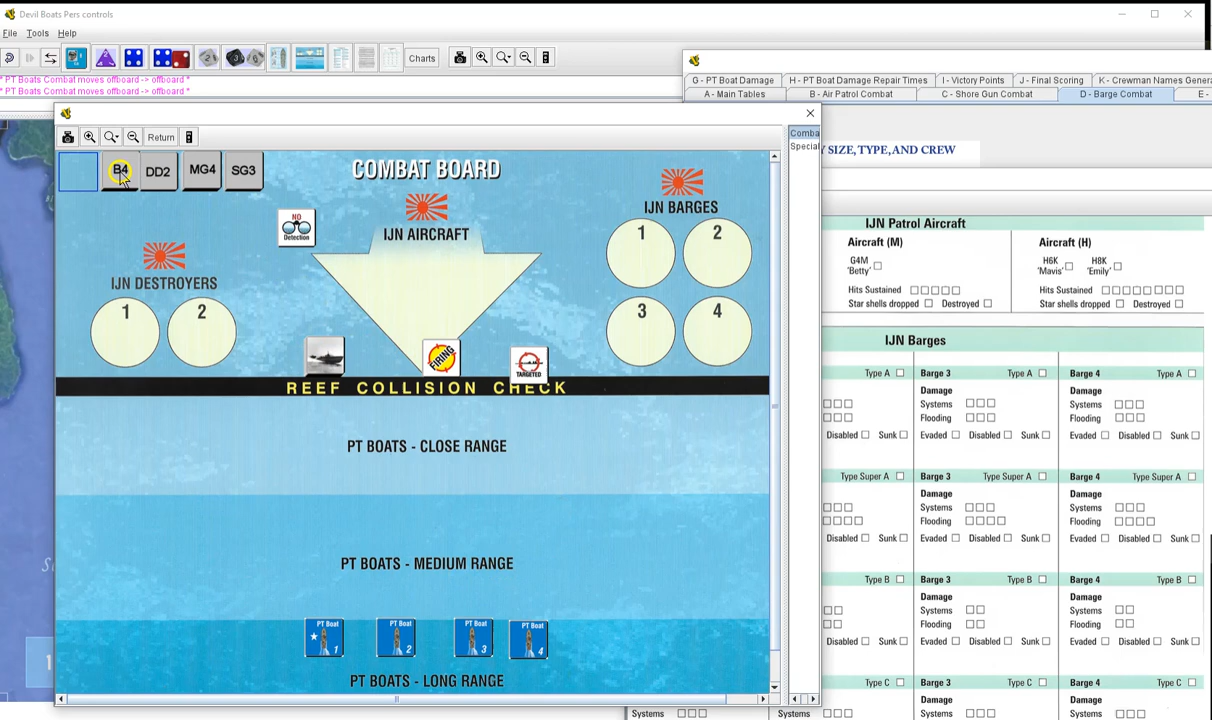 Devil Boats Pers controls
File Tools Help
Charts
* PT Boats Combat moves offboard -> offboard *
* PT Boats Combat moves offboard -> offboard *
G - PT Boat Damage H - PT Boat Damage Repair Times I - Victory Points J - Final Scoring K - Crewman Names Genera
A - Main Tables B - Air Patrol Combat C - Shore Gun Combat D - Barge Combat E -
Return
Comba
Special
B4 DD2 MG4 SG3
COMBAT BOARD
IJN BARGES
1 2
3 4
NO
Detection
IJN AIRCRAFT
IJN DESTROYERS
1 2
FIRING
TARGETED
REEF COLLISION CHECK
PT BOATS - CLOSE RANGE
PT BOATS - MEDIUM RANGE
PT Boat 1
PT Boat 2
PT Boat 3
PT Boat 4
PT BOATS - LONG RANGE
SIZE, TYPE, AND CREW
IJN Patrol Aircraft
Aircraft (M) Aircraft (H)
G4M 'Betty' H6K 'Mavis' H8K 'Emily'
Hits Sustained Hits Sustained
Star shells dropped Destroyed Star shells dropped Destroyed
IJN Barges
Type A Barge 3 Type A Barge 4 Type A
Damage Damage
Systems Systems
Flooding Flooding
Disabled Sunk Evaded Disabled Sunk Evaded Disabled Sunk
Type Super A Barge 3 Type Super A Barge 4 Type Super A
Damage Damage
Systems Systems
Flooding Flooding
Disabled Sunk Evaded Disabled Sunk Evaded Disabled Sunk
Type B Barge 3 Type B Barge 4 Type B
Damage Damage
Systems Systems
Flooding Flooding
Disabled Sunk Evaded Disabled Sunk Evaded Disabled Sunk
Type C Barge 3 Type C Barge 4 Type C
Damage Damage
Systems Systems Systems Systems